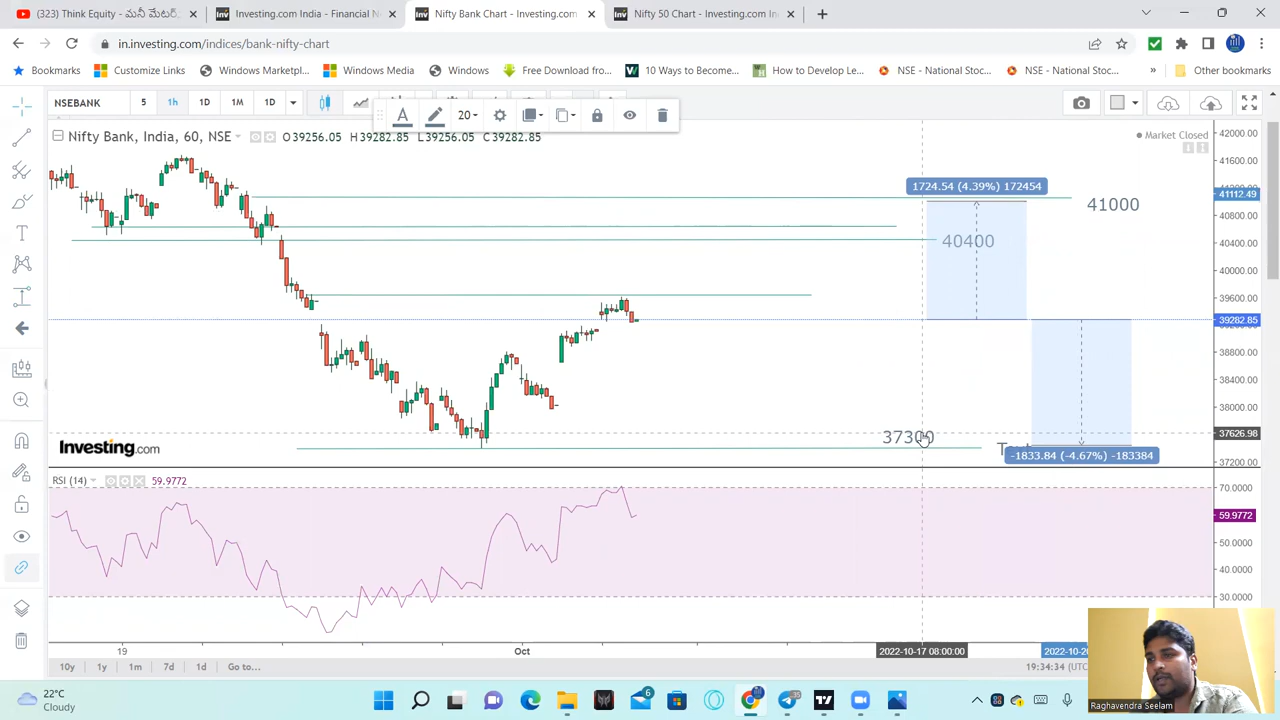 (323) Think Equity - మనీ మేటర్
Investing.com India - Financial N
Nifty Bank Chart - Investing.com
Nifty 50 Chart - Investing.com
in.investing.com/indices/bank-nifty-chart
Bookmarks
Customize Links
Windows Marketpl...
Windows Media
Windows
Free Download from...
10 Ways to Become...
How to Develop Le...
NSE - National Stoc...
NSE - National Stoc...
Other bookmarks
NSEBANK
5
1h
1D
1M
1D
20
Nifty Bank, India, 60, NSE
O39256.05 H39282.85 L39256.05 C39282.85
Market Closed
42000.00
41600.00
41112.49
40800.00
40400.00
40000.00
39600.00
39282.85
38800.00
38400.00
38000.00
37626.98
37200.00
1724.54 (4.39%) 172454
41000
40400
37300
-1833.84 (-4.67%) -183384
Investing.com
RSI (14)
59.9772
70.0000
59.9772
50.0000
40.0000
30.0000
19
Oct
2022-10-17 08:00:00
10y
1y
1m
7d
1d
Go to...
19:34:34 (UTC
22°C
Cloudy
6
35
Raghavendra Seelam